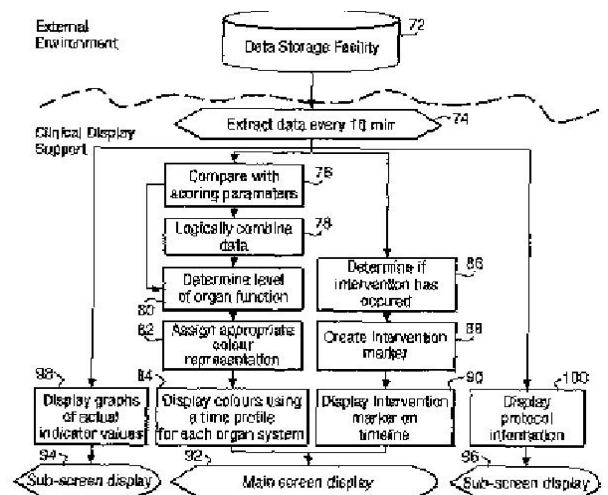 External
Environment
72
Data Storage Facility
Extract data every 15 min
74
Clinical Display
Support
Compare with
scoring parameters
76
Logically combine
data
78
Determine level
of organ function
80
Determine if
intervention has
occured
86
82
Assign appropriate
colour
representation
Create intervention
marker
88
98
Display graphs
of actual
indicator values
84
Display colours using
a time profile
for each organ system
90
Display intervention
marker on
timeline
100
Display
protocol
information
94
Sub-screen display
92
Main screen display
96
Sub-screen display